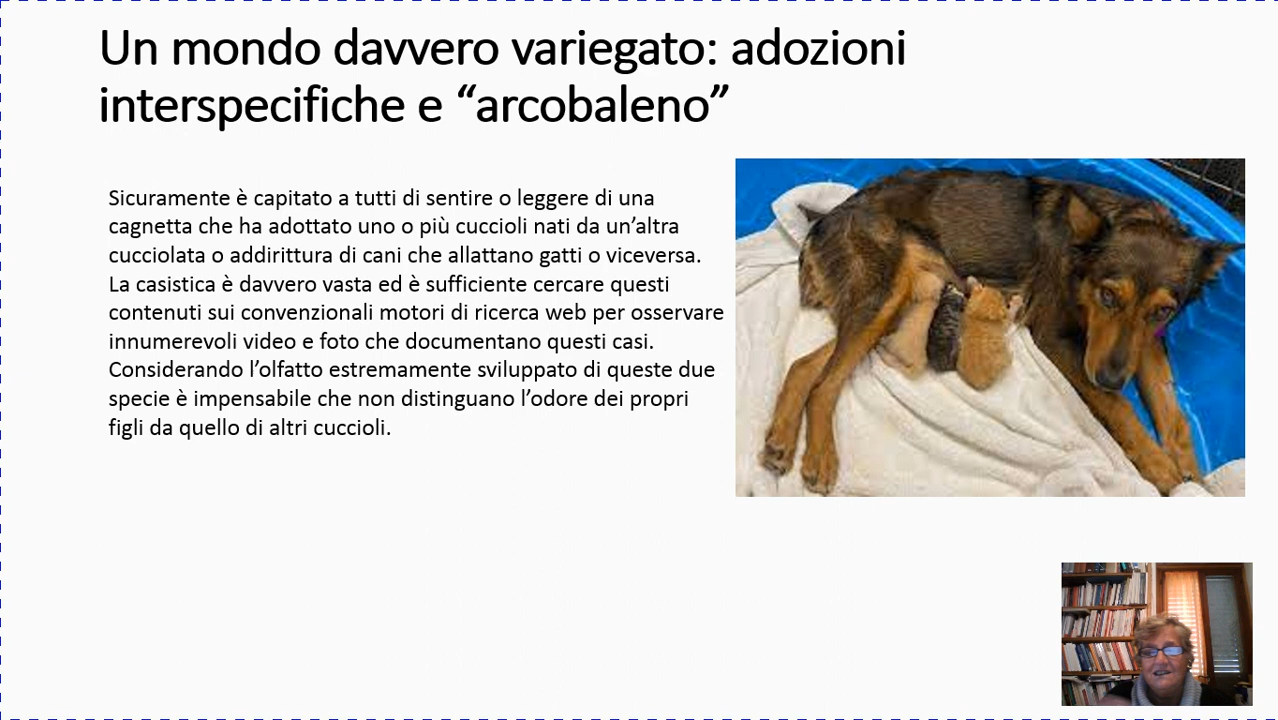 Un mondo davvero variegato: adozioni
interspecifiche e “arcobaleno”
Sicuramente è capitato a tutti di sentire o leggere di una
cagnetta che ha adottato uno o più cuccioli nati da un’altra
cucciolata o addirittura di cani che allattano gatti o viceversa.
La casistica è davvero vasta ed è sufficiente cercare questi
contenuti sui convenzionali motori di ricerca web per osservare
innumerevoli video e foto che documentano questi casi.
Considerando l’olfatto estremamente sviluppato di queste due
specie è impensabile che non distinguano l’odore dei propri
figli da quello di altri cuccioli.